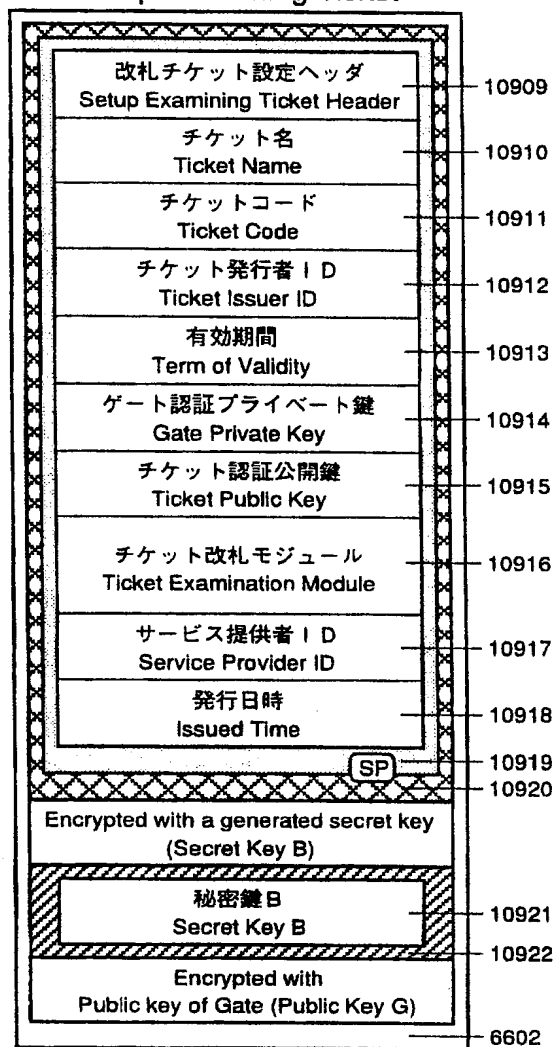 改札チケット設定ヘッダ
Setup Examining Ticket Header
10909
チケット名
Ticket Name
10910
チケットコード
Ticket Code
10911
チケット発行者ID
Ticket Issuer ID
10912
有効期間
Term of Validity
10913
ゲート認証プライベート鍵
Gate Private Key
10914
チケット認証公開鍵
Ticket Public Key
10915
チケット改札モジュール
Ticket Examination Module
10916
サービス提供者ID
Service Provider ID
10917
発行日時
Issued Time
10918
SP
10919
10920
Encrypted with a generated secret key
(Secret Key B)
秘密鍵B
Secret Key B
10921
10922
Encrypted with
Public key of Gate (Public Key G)
6602